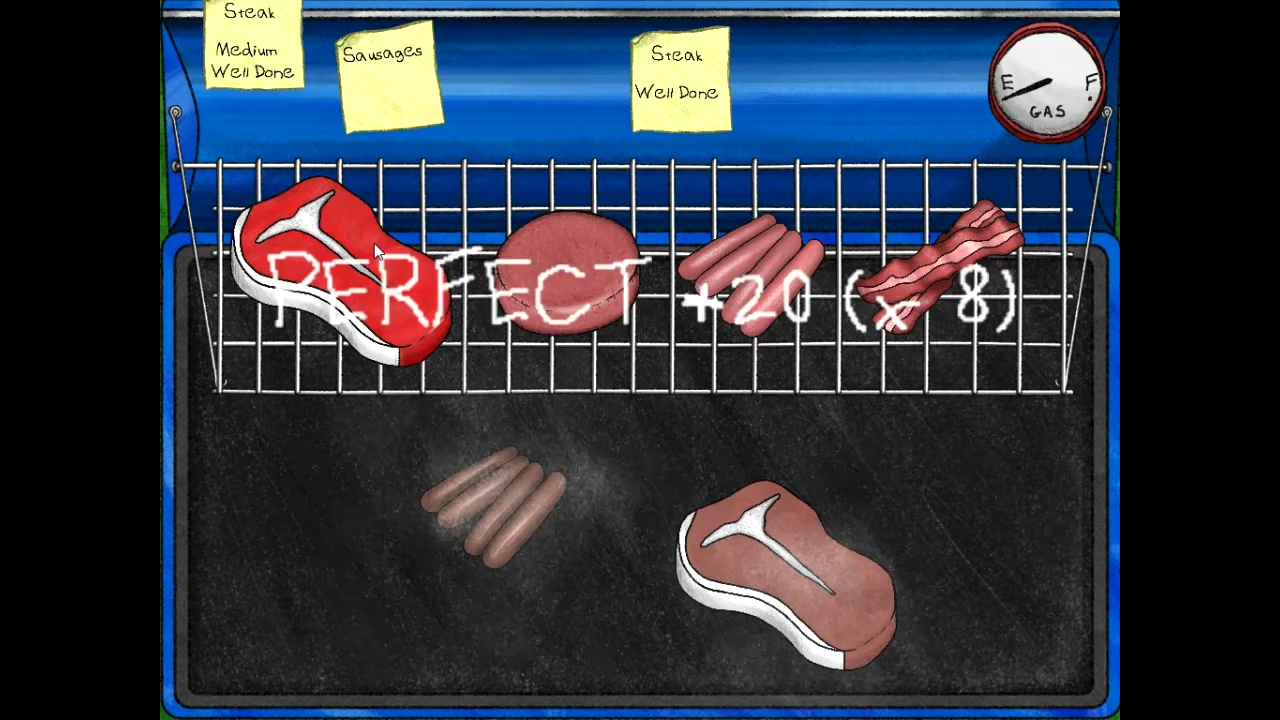 Steak
Medium
Well Done
Sausages
Steak
Well Done
E F
GAS
PERFECT +20 (x 8)